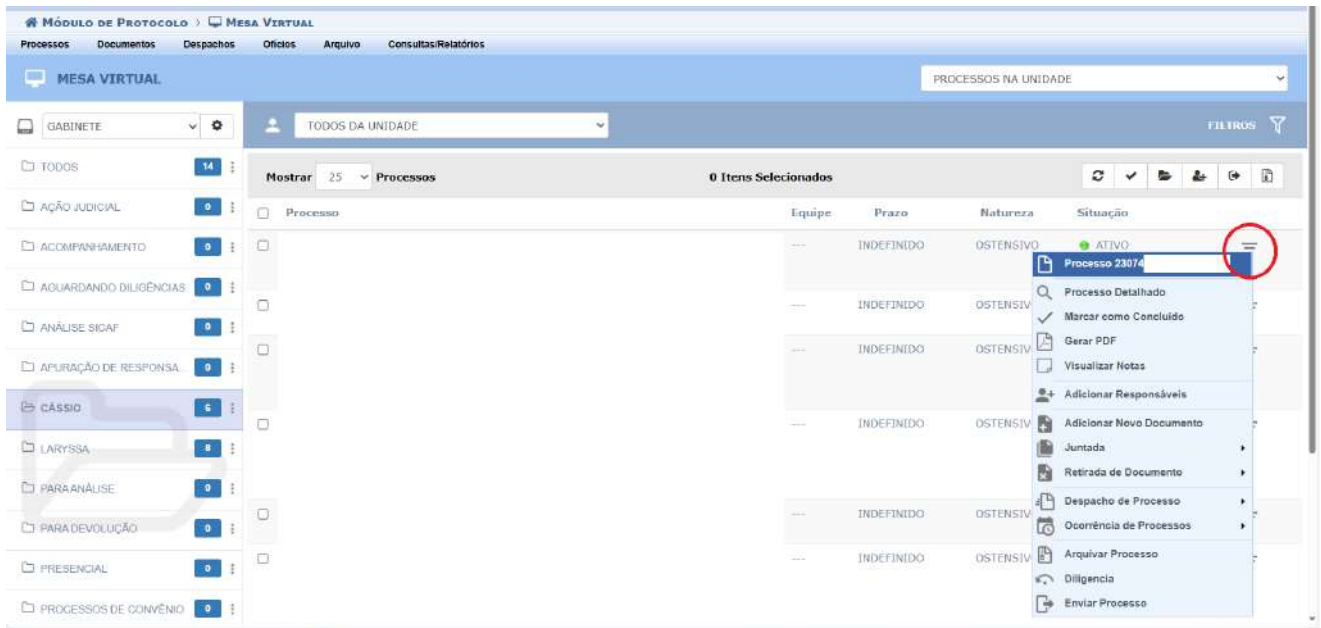 MÓDULO DE PROTOCOLO › MESA VIRTUAL
Processos Documentos Despachos Ofícios Arquivo Consultas/Relatórios
MESA VIRTUAL PROCESSOS NA UNIDADE
GABINETE TODOS DA UNIDADE FILTROS
TODOS 14
Mostrar 25 Processos 0 Itens Selecionados
AÇÃO JUDICIAL 0
Processo Equipe Prazo Natureza Situação
ACOMPANHAMENTO 0
--- INDEFINIDO OSTENSIVO ATIVO
Processo 23074
AGUARDANDO DILIGÊNCIAS 0
Processo Detalhado
--- INDEFINIDO OSTENSIV
Marcar como Concluído
ANÁLISE SICAF 0
Gerar PDF
--- INDEFINIDO OSTENSIV
Visualizar Notas
APURAÇÃO DE RESPONSA... 0
Adicionar Responsáveis
CÁSSIO 6
--- INDEFINIDO OSTENSIV
Adicionar Novo Documento
LARYSSA 8
Juntada
Retirada de Documento
PARA ANÁLISE 0
Despacho de Processo
--- INDEFINIDO OSTENSIV
Ocorrência de Processos
PARA DEVOLUÇÃO 0
--- INDEFINIDO OSTENSIV
Arquivar Processo
PRESENCIAL 0
Diligencia
Enviar Processo
PROCESSOS DE CONVÊNIO 0